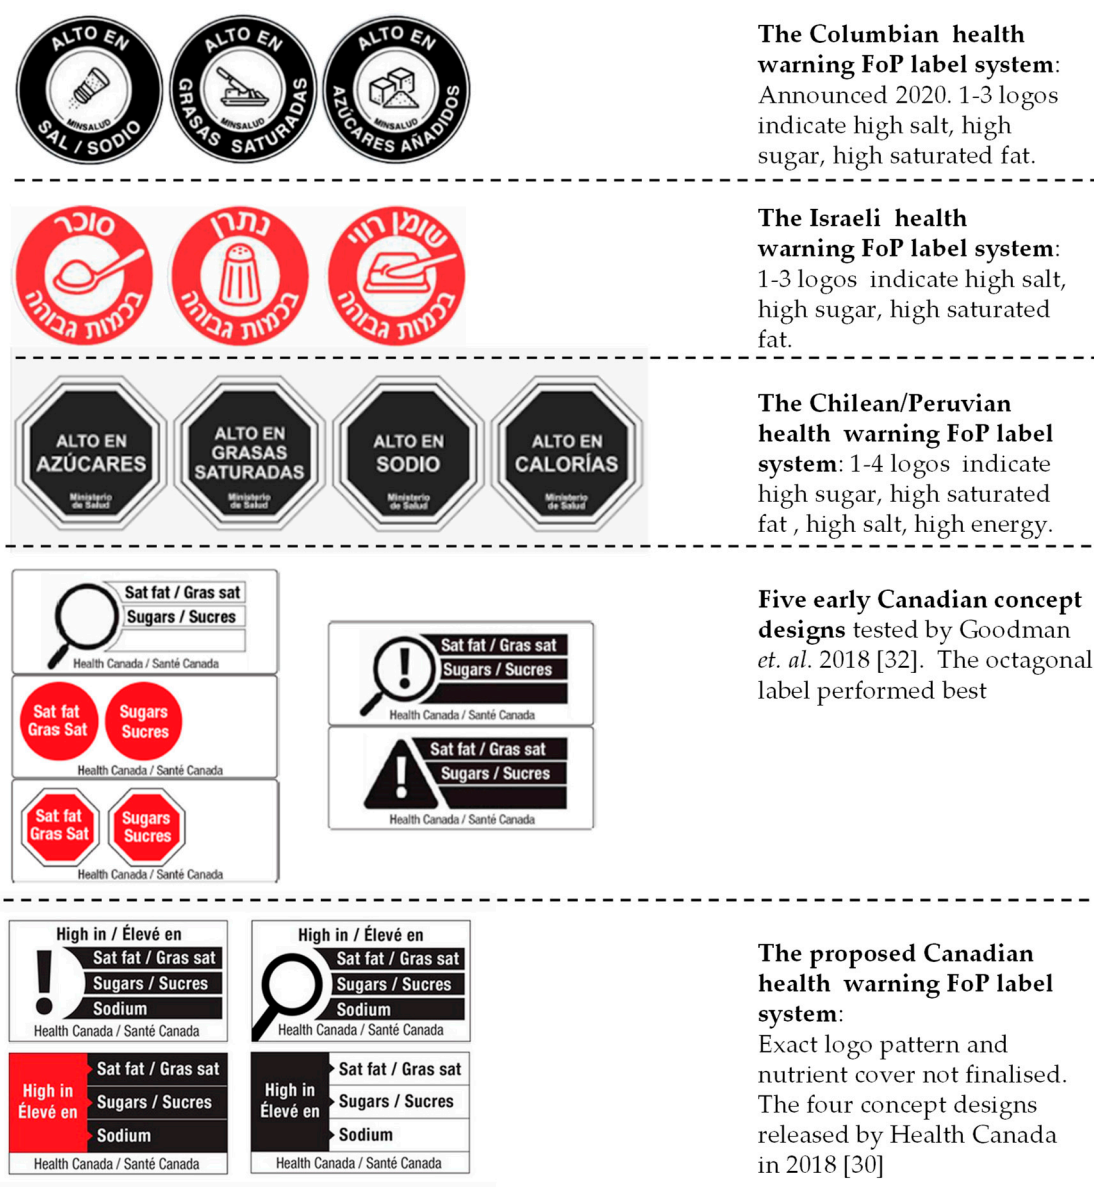 ALTO EN
SAL / SODIO
MINSALUD
ALTO EN
GRASAS SATURADAS
MINSALUD
ALTO EN
AZÚCARES AÑADIDOS
MINSALUD
The Columbian health
warning FoP label system:
Announced 2020. 1-3 logos
indicate high salt, high
sugar, high saturated fat.
סוכר
בכמות גבוהה
נתרן
בכמות גבוהה
שומן רווי
בכמות גבוהה
The Israeli health
warning FoP label system:
1-3 logos indicate high salt,
high sugar, high saturated
fat.
ALTO EN
AZÚCARES
Ministerio
de Salud
ALTO EN
GRASAS
SATURADAS
Ministerio
de Salud
ALTO EN
SODIO
Ministerio
de Salud
ALTO EN
CALORÍAS
Ministerio
de Salud
The Chilean/Peruvian
health warning FoP label
system: 1-4 logos indicate
high sugar, high saturated
fat , high salt, high energy.
Sat fat / Gras sat
Sugars / Sucres
Health Canada / Santé Canada
Sat fat
Gras Sat
Sugars
Sucres
Health Canada / Santé Canada
Sat fat
Gras Sat
Sugars
Sucres
Health Canada / Santé Canada
!
Sat fat / Gras sat
Sugars / Sucres
Health Canada / Santé Canada
!
Sat fat / Gras sat
Sugars / Sucres
Health Canada / Santé Canada
Five early Canadian concept
designs tested by Goodman
et. al. 2018 [32]. The octagonal
label performed best
High in / Élevé en
!
Sat fat / Gras sat
Sugars / Sucres
Sodium
Health Canada / Santé Canada
High in / Élevé en
Sat fat / Gras sat
Sugars / Sucres
Sodium
Health Canada / Santé Canada
High in
Élevé en
Sat fat / Gras sat
Sugars / Sucres
Sodium
Health Canada / Santé Canada
High in
Élevé en
Sat fat / Gras sat
Sugars / Sucres
Sodium
Health Canada / Santé Canada
The proposed Canadian
health warning FoP label
system:
Exact logo pattern and
nutrient cover not finalised.
The four concept designs
released by Health Canada
in 2018 [30]